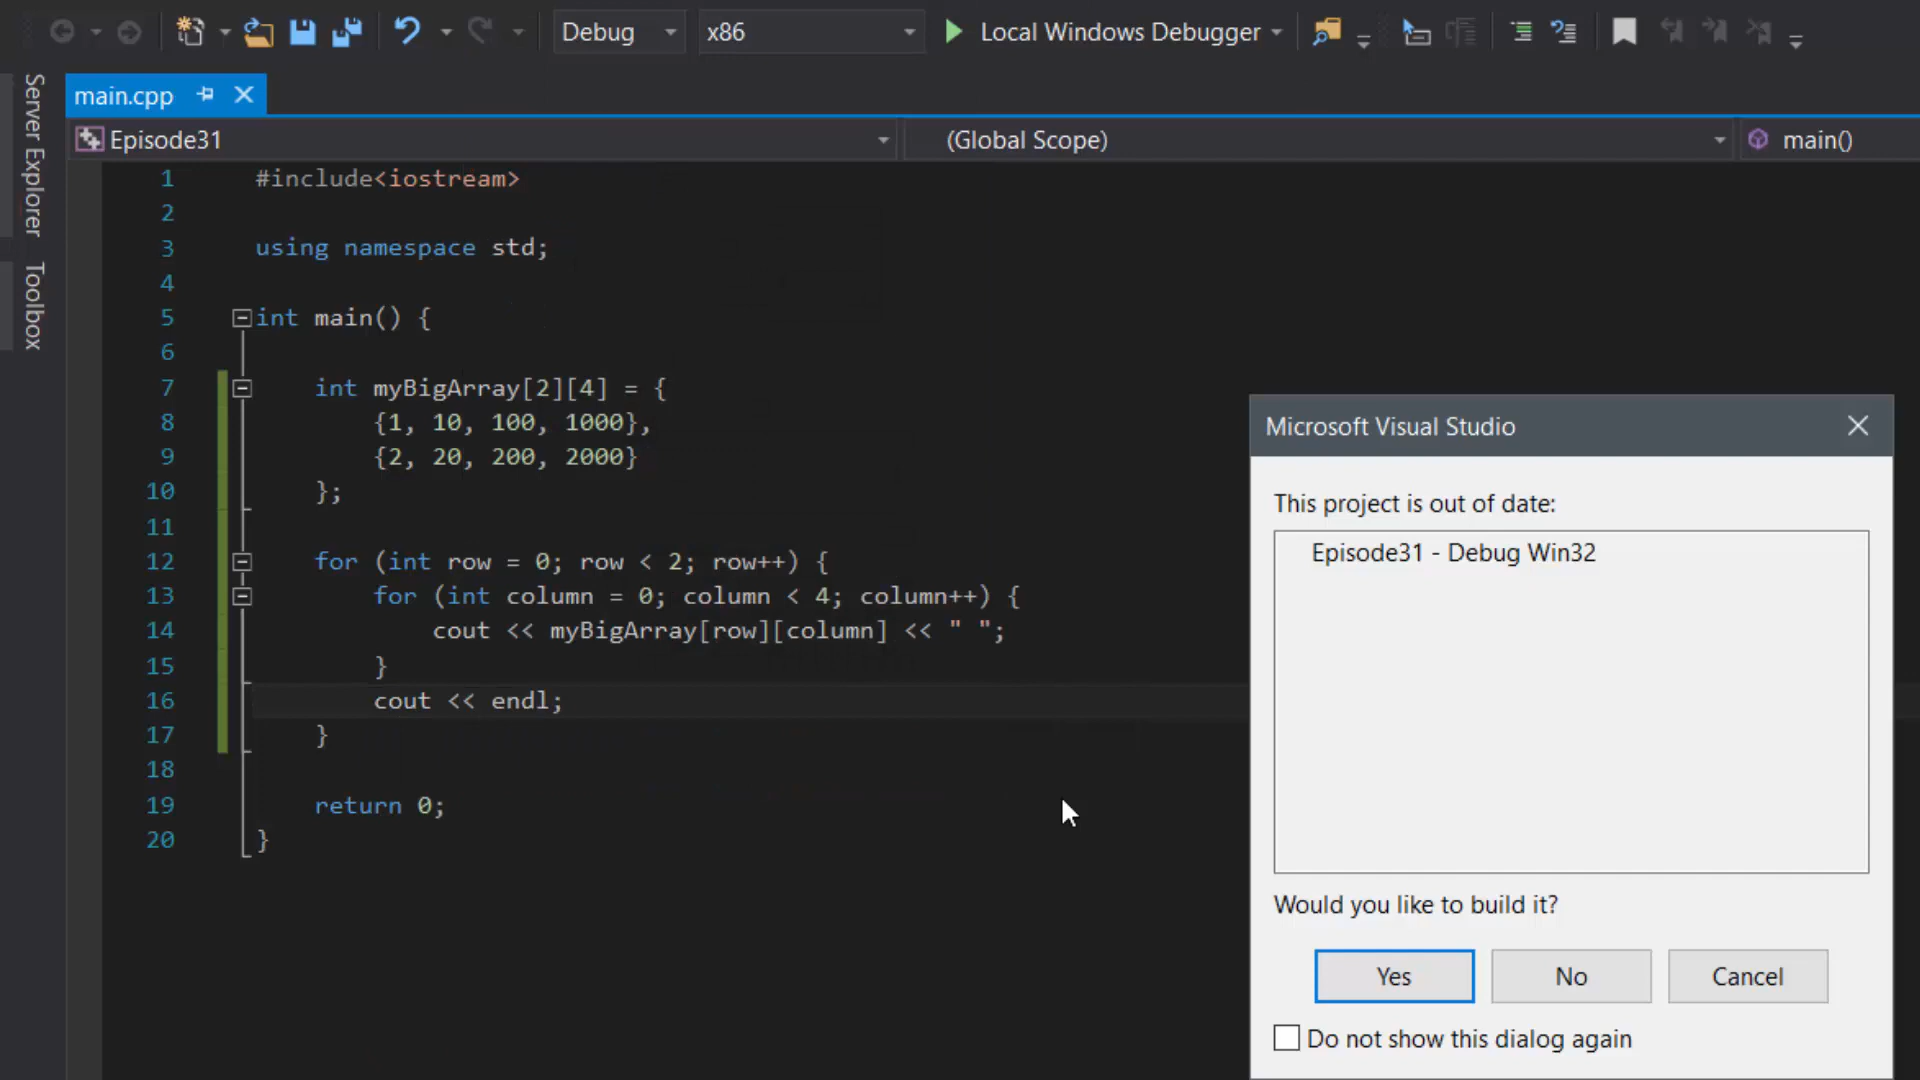 Debug x86 Local Windows Debugger
Server Explorer
Toolbox
main.cpp
Episode31 (Global Scope) main()
1 #include<iostream>
2
3 using namespace std;
4
5 int main() {
6
7 int myBigArray[2][4] = {
8 {1, 10, 100, 1000},
9 {2, 20, 200, 2000}
10 };
11
12 for (int row = 0; row < 2; row++) {
13 for (int column = 0; column < 4; column++) {
14 cout << myBigArray[row][column] << " ";
15 }
16 cout << endl;
17 }
18
19 return 0;
20 }
Microsoft Visual Studio
This project is out of date:
Episode31 - Debug Win32
Would you like to build it?
Yes No Cancel
Do not show this dialog again